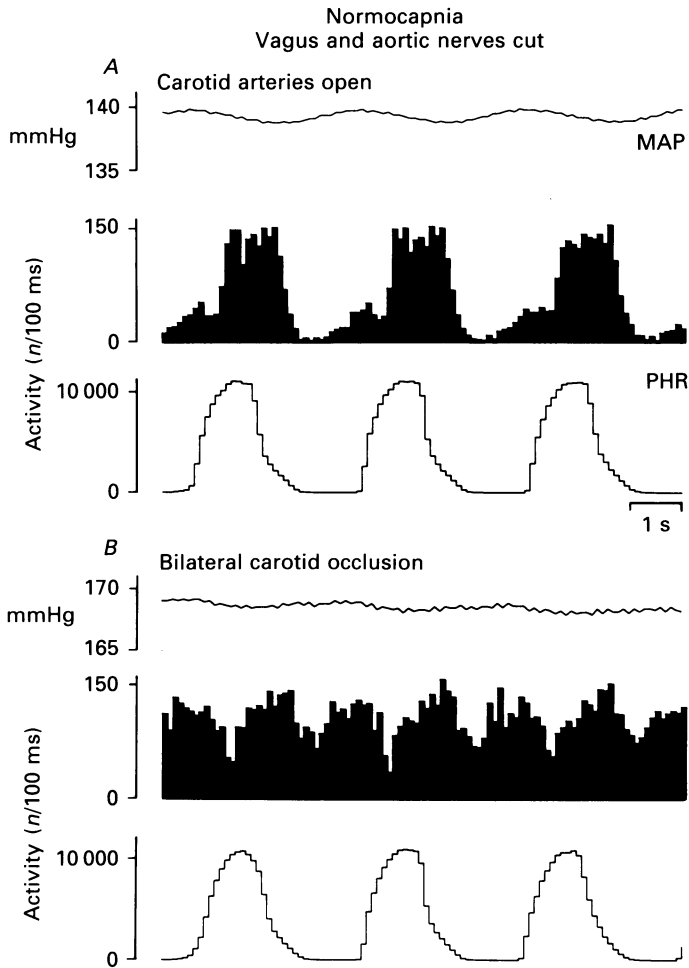 Normocapnia
Vagus and aortic nerves cut
A
Carotid arteries open
140
mmHg
135
MAP
150
0
Activity (n/100 ms)
PHR
10 000
0
1 s
B
Bilateral carotid occlusion
170
mmHg
165
150
0
Activity (n/100 ms)
10 000
0